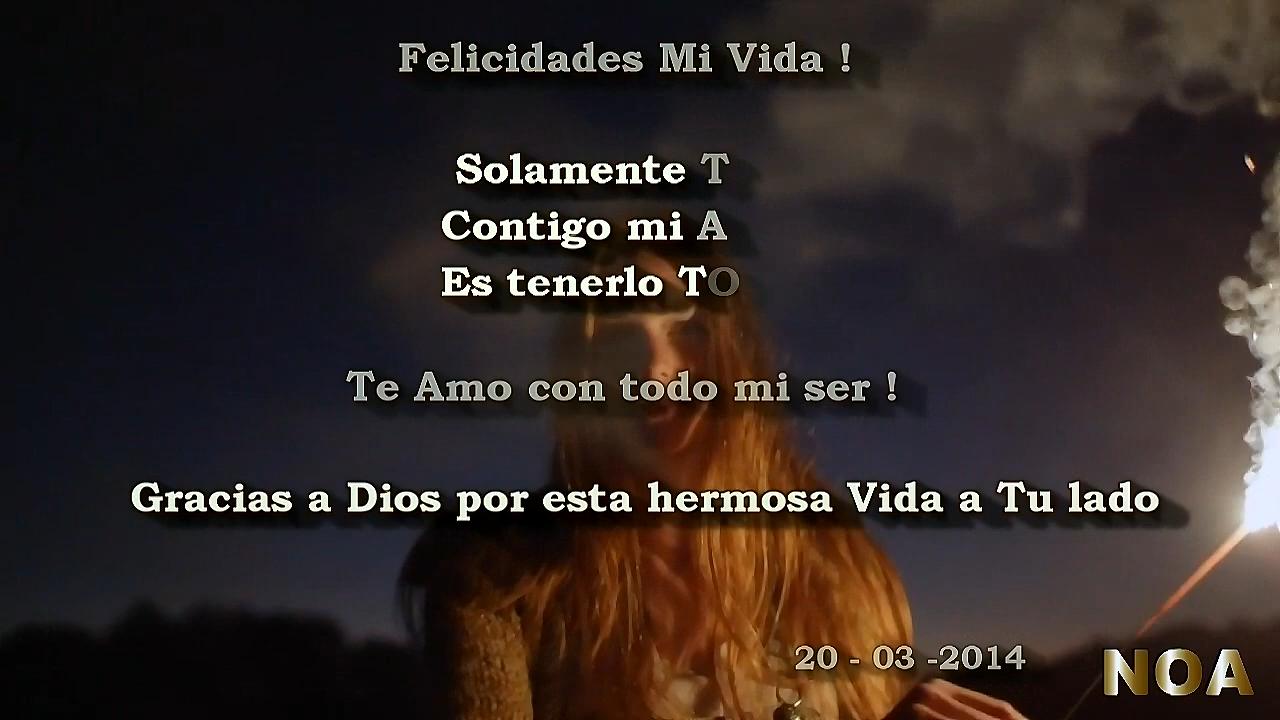 Felicidades Mi Vida !
Solamente T
Contigo mi A
Es tenerlo TO
Te Amo con todo mi ser !
Gracias a Dios por esta hermosa Vida a Tu lado
20 - 03 -2014
NOA